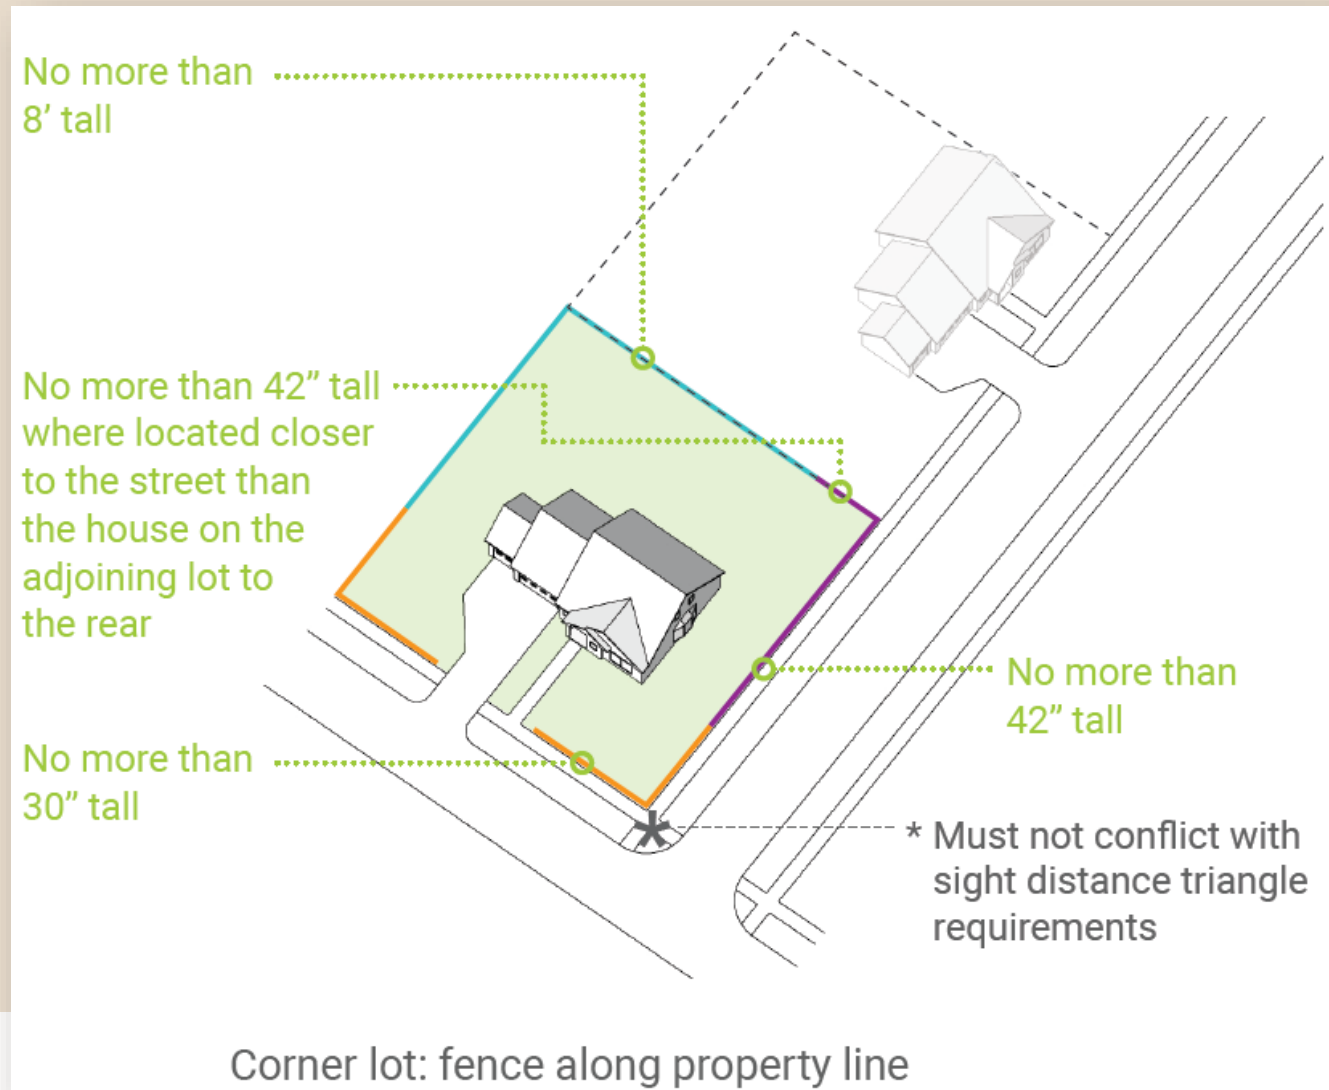 No more than
8’ tall
No more than 42” tall
where located closer
to the street than
the house on the
adjoining lot to
the rear
No more than
42” tall
No more than
30” tall
* Must not conflict with
sight distance triangle
requirements
Corner lot: fence along property line